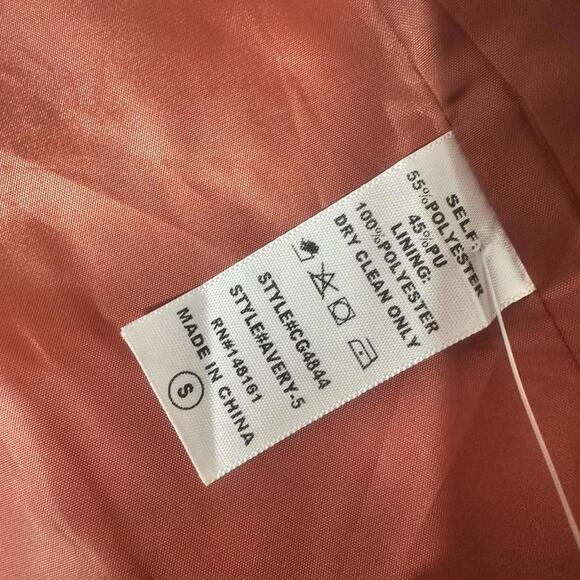 SELF:
55%POLYESTER
45%PU
LINING:
100%POLYESTER
DRY CLEAN ONLY
STYLE#CG4844
STYLE#AVERY-5
RN#148161
MADE IN CHINA
S